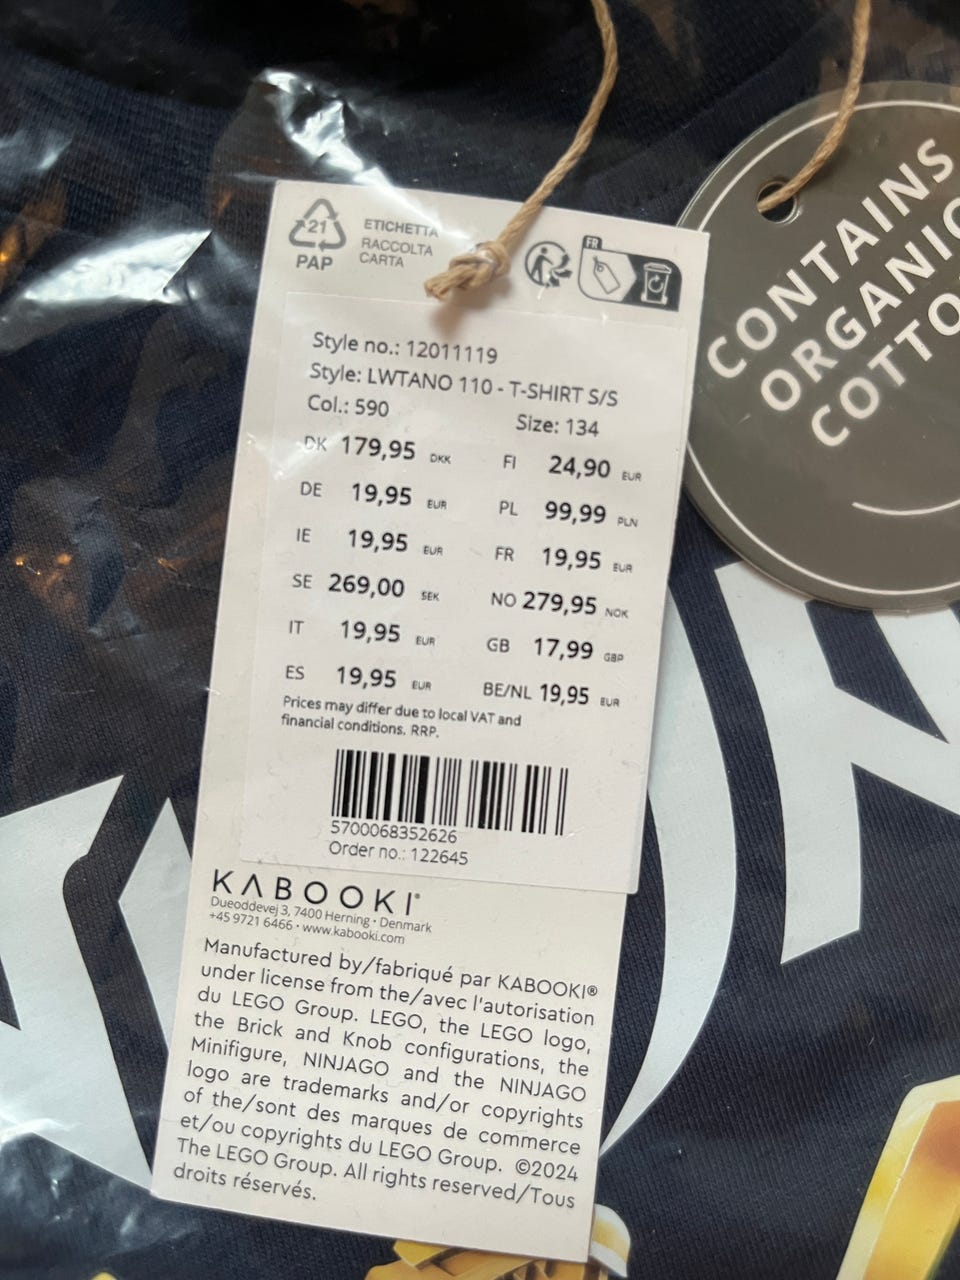 21
PAP
ETICHETTA
RACCOLTA
CARTA
FR
CONTAINS
ORGANIC
Style no.: 12011119
Style: LWTANO 110 - T-SHIRT S/S
Col.: 590 Size: 134
DK 179,95 DKK FI 24,90 EUR
DE 19,95 EUR PL 99,99 PLN
IE 19,95 EUR FR 19,95 EUR
SE 269,00 SEK NO 279,95 NOK
IT 19,95 EUR GB 17,99 GBP
ES 19,95 EUR BE/NL 19,95 EUR
Prices may differ due to local VAT and
financial conditions. RRP.
5700068352626
Order no.: 122645
KABOOKI®
Dueoddevej 3, 7400 Herning • Denmark
+45 9721 6466 • www.kabooki.com
Manufactured by/fabriqué par KABOOKI®
under license from the/avec l'autorisation
du LEGO Group. LEGO, the LEGO logo,
the Brick and Knob configurations, the
Minifigure, NINJAGO and the NINJAGO
logo are trademarks and/or copyrights
of the/sont des marques de commerce
et/ou copyrights du LEGO Group. ©2024
The LEGO Group. All rights reserved/Tous
droits réservés.